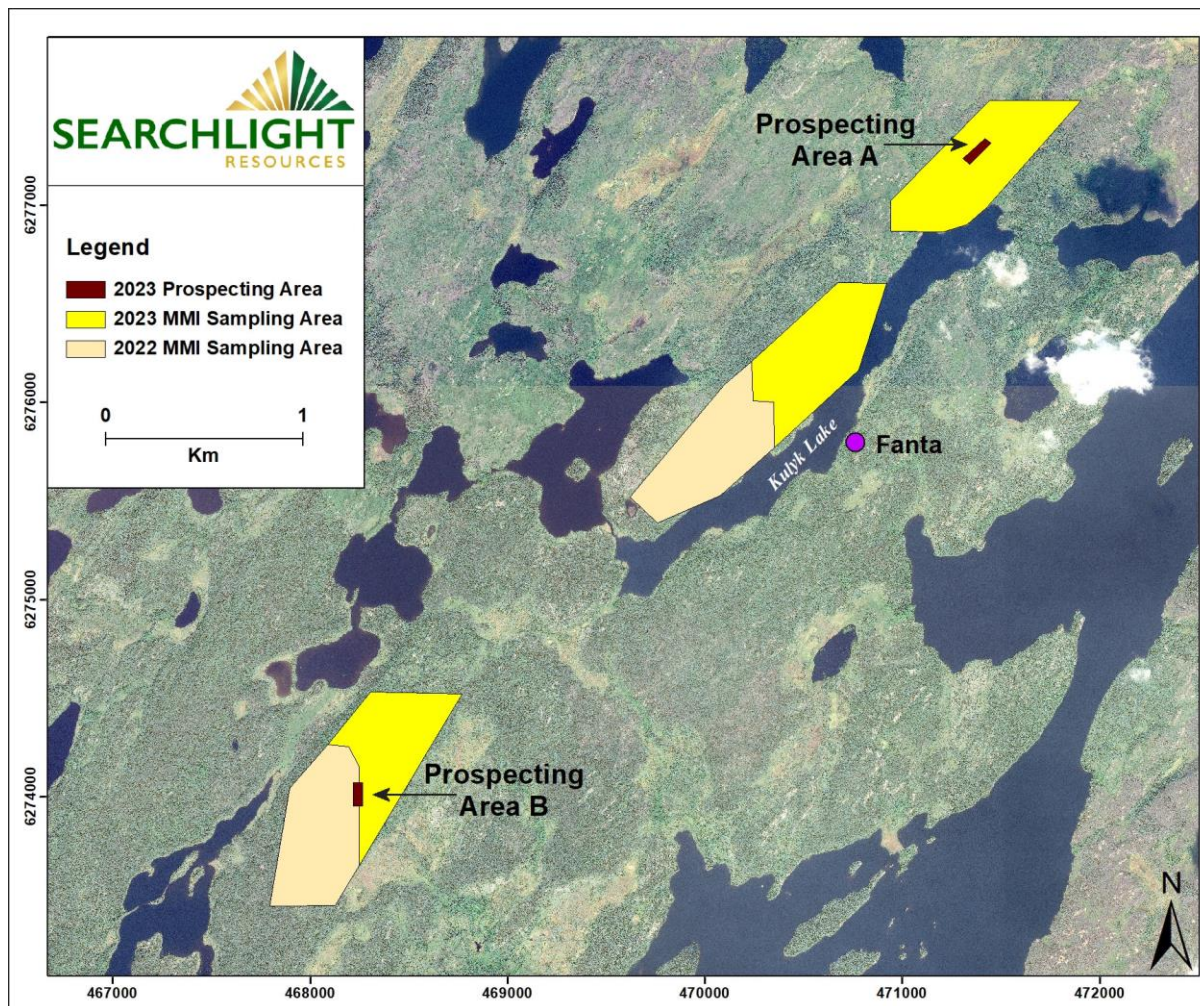 SEARCHLIGHT
RESOURCES
Legend
2023 Prospecting Area
2023 MMI Sampling Area
2022 MMI Sampling Area
0 1
Km
Prospecting
Area A
Kulyk Lake
Fanta
Prospecting
Area B
N
6277000
6276000
6275000
6274000
467000 468000 469000 470000 471000 472000